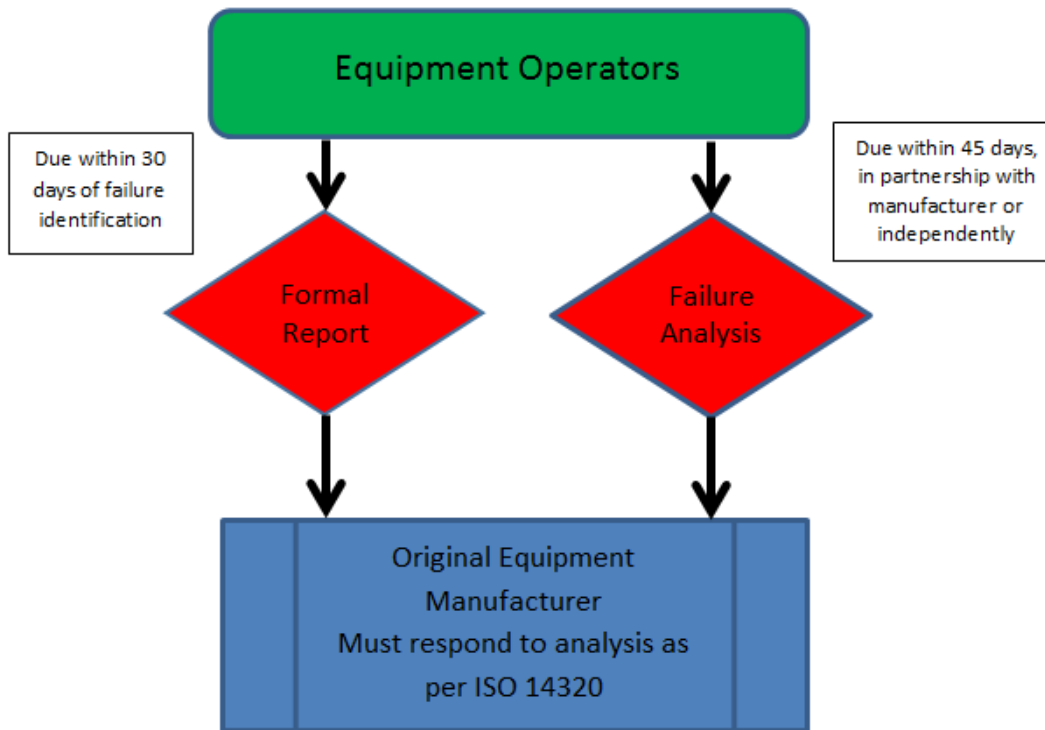 Equipment Operators
Due within 30
days of failure
identification
Due within 45 days,
in partnership with
manufacturer or
independently
Formal
Report
Failure
Analysis
Original Equipment
Manufacturer
Must respond to analysis as
per ISO 14320